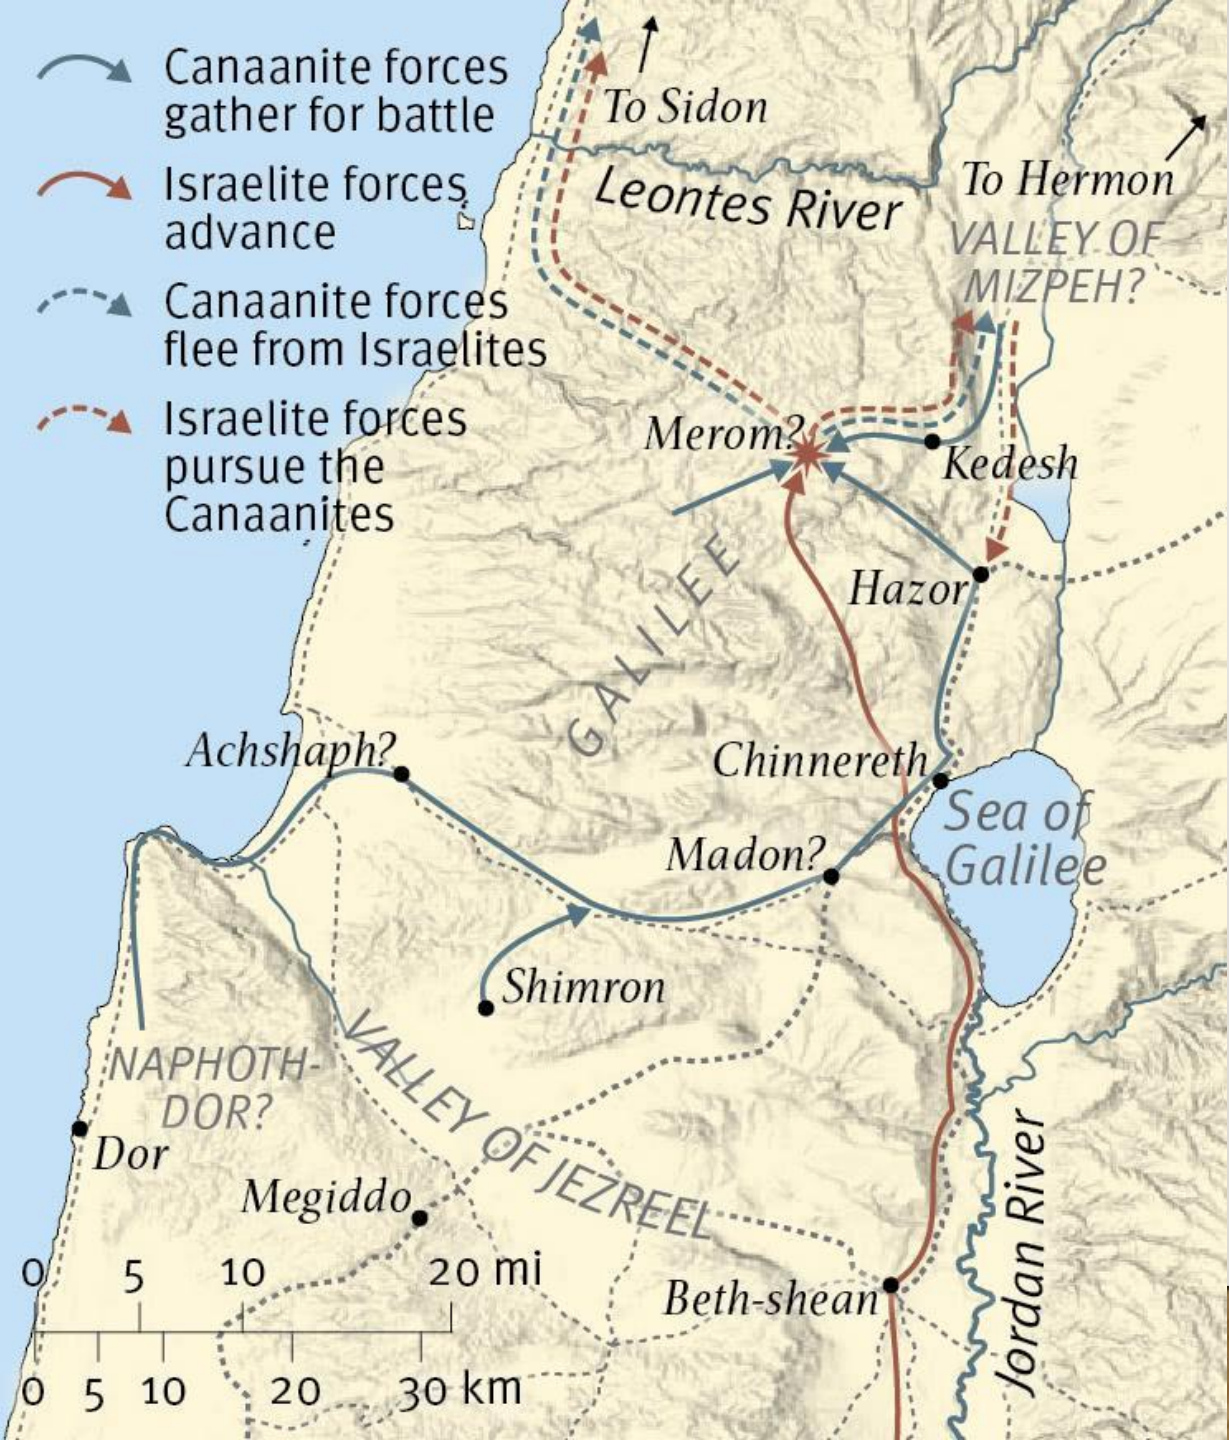 Canaanite forces
gather for battle
Israelite forces
advance
Canaanite forces
flee from Israelites
Israelite forces
pursue the
Canaanites
To Sidon
Leontes River
To Hermon
VALLEY OF
MIZPEH?
Merom?
Kedesh
Hazor
GALILEE
Achshaph?
Chinnereth
Sea of
Galilee
Madon?
Shimron
NAPHOTH-
DOR?
VALLEY OF JEZREEL
Dor
Megiddo
Beth-shean
Jordan River
0 5 10 20 mi
0 5 10 20 30 km